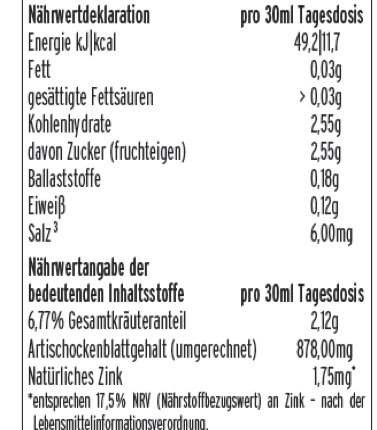 Nährwertdeklaration pro 30ml Tagesdosis
Energie kJ|kcal 49,2|11,7
Fett 0,03g
gesättigte Fettsäuren > 0,03g
Kohlenhydrate 2,55g
davon Zucker (fruchteigen) 2,55g
Ballaststoffe 0,18g
Eiweiß 0,12g
Salz³ 6,00mg
Nährwertangabe der
bedeutenden Inhaltsstoffe pro 30ml Tagesdosis
6,77% Gesamtkräuteranteil 2,12g
Artischockenblattgehalt (umgerechnet) 878,00mg
Natürliches Zink 1,75mg*
*entsprechen 17,5% NRV (Nährstoffbezugswert) an Zink - nach der
Lebensmittelinformationsverordnung.